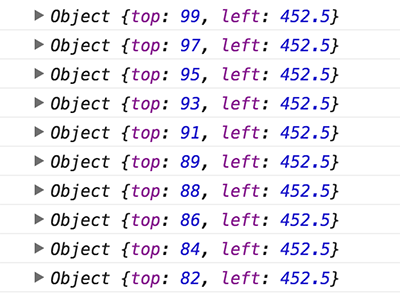 Object {top: 99, left: 452.5}
Object {top: 97, left: 452.5}
Object {top: 95, left: 452.5}
Object {top: 93, left: 452.5}
Object {top: 91, left: 452.5}
Object {top: 89, left: 452.5}
Object {top: 88, left: 452.5}
Object {top: 86, left: 452.5}
Object {top: 84, left: 452.5}
Object {top: 82, left: 452.5}